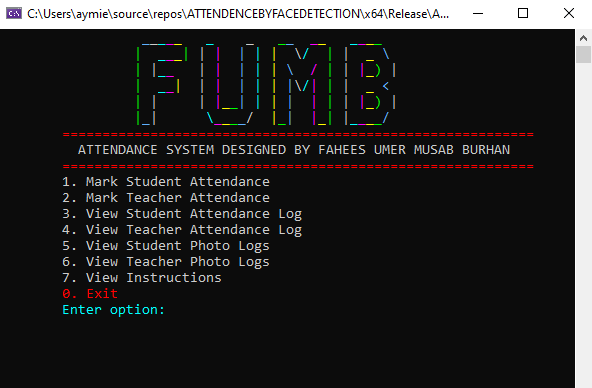 C:\Users\aymie\source\repos\ATTENDENCEBYFACEDETECTION\x64\Release\A...
FUMB
ATTENDANCE SYSTEM DESIGNED BY FAHEES UMER MUSAB BURHAN
1. Mark Student Attendance
2. Mark Teacher Attendance
3. View Student Attendance Log
4. View Teacher Attendance Log
5. View Student Photo Logs
6. View Teacher Photo Logs
7. View Instructions
0. Exit
Enter option: